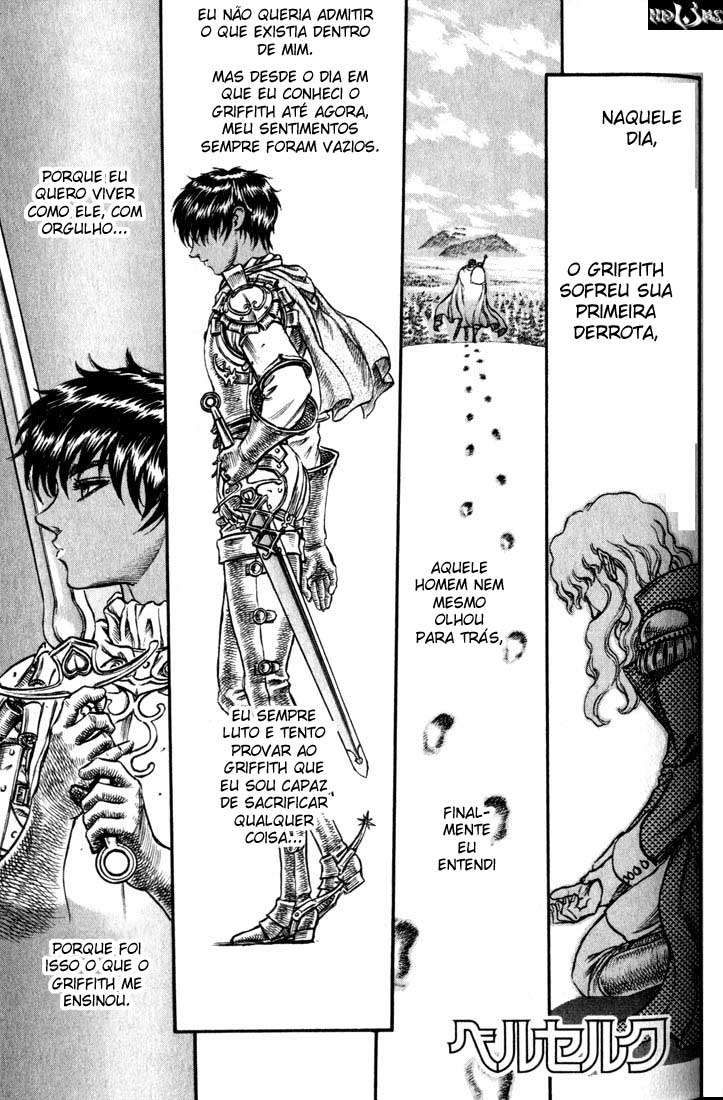 NAQUELE
DIA,
O GRIFFITH
SOFREU SUA
PRIMEIRA
DERROTA,
AQUELE
HOMEM NEM
MESMO
OLHOU
PARA TRÁS,
FINAL-
MENTE
EU
ENTENDI
EU NÃO QUERIA ADMITIR
O QUE EXISTIA DENTRO
DE MIM.
MAS DESDE O DIA EM
QUE EU CONHECI O
GRIFFITH ATÉ AGORA,
MEU SENTIMENTOS
SEMPRE FORAM VAZIOS.
EU SEMPRE
LUTO E TENTO
PROVAR AO
GRIFFITH QUE
EU SOU CAPAZ
DE SACRIFICAR
QUALQUER
COISA...
PORQUE EU
QUERO VIVER
COMO ELE, COM
ORGULHO...
PORQUE FOI
ISSO O QUE O
GRIFFITH ME
ENSINOU.
ベルセルク